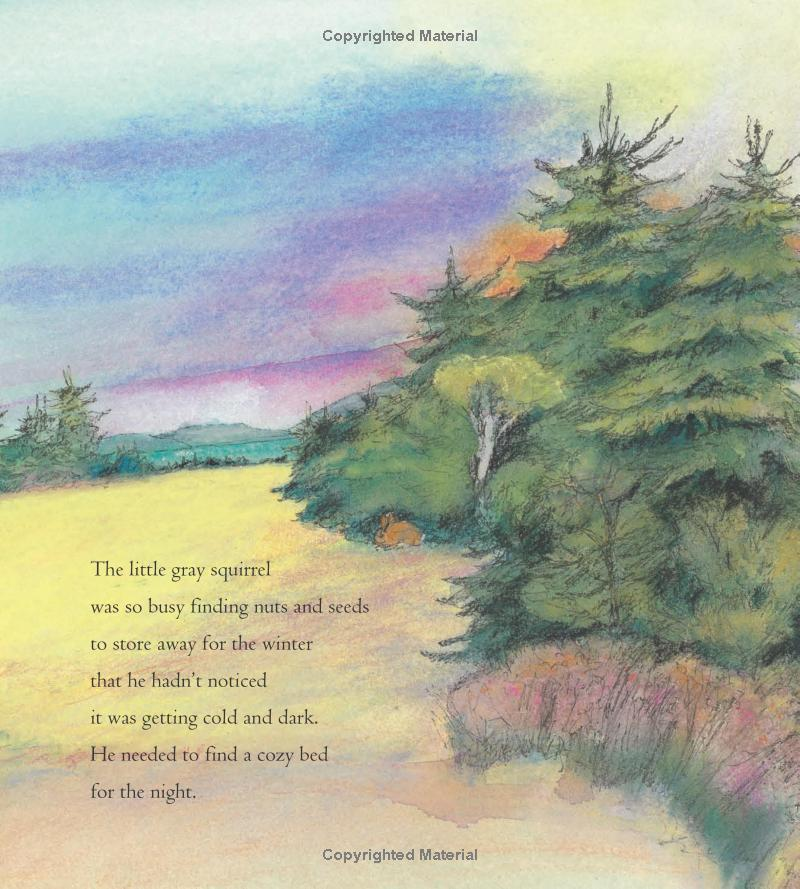 Copyrighted Material
The little gray squirrel
was so busy finding nuts and seeds
to store away for the winter
that he hadn’t noticed
it was getting cold and dark.
He needed to find a cozy bed
for the night.
Copyrighted Material